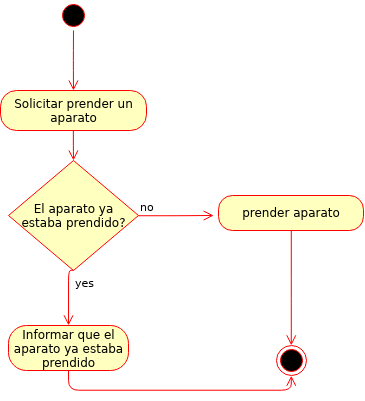 Solicitar prender un
aparato
El aparato ya
estaba prendido?
no
prender aparato
yes
Informar que el
aparato ya estaba
prendido